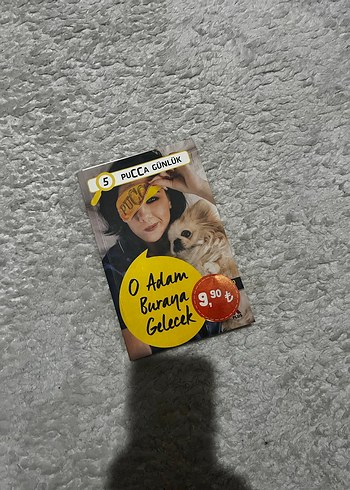 5 PUCCA GÜNLÜK
PUCCA
O Adam
Buraya
Gelecek
9,90 ₺